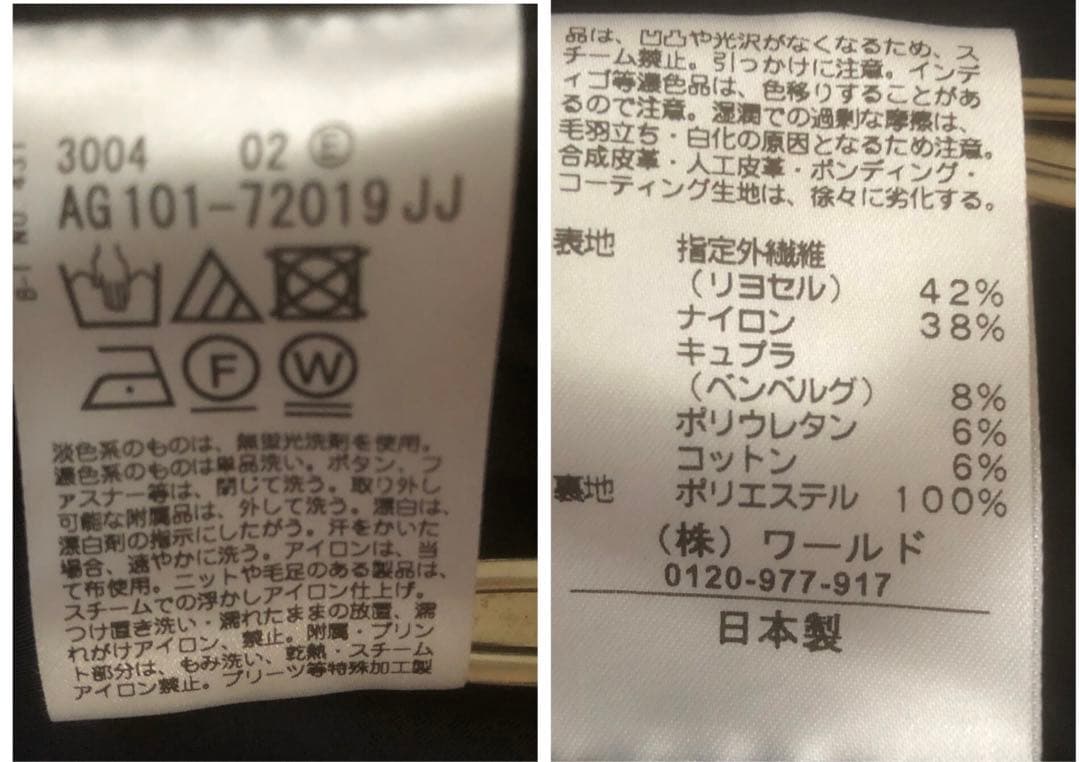 3004 02 Ⓔ
AG101-72019JJ
F W
淡色系のものは、無蛍光洗剤を使用。
濃色系のものは単品洗い。ボタン、フ
ァスナー等は、閉じて洗う。取り外し
可能な附属品は、外して洗う。漂白は、
漂白剤の指示にしたがう。汗をかいた
場合、速やかに洗う。アイロンは、当
て布使用。ニットや毛足のある製品は、
スチームでの浮かしアイロン仕上げ。
つけ置き洗い・濡れたままの放置、濡
れがけアイロン、禁止。附属・プリン
ト部分は、もみ洗い、乾熱・スチーム
アイロン禁止。プリーツ等特殊加工製
品は、凹凸や光沢がなくなるため、ス
チーム禁止。引っかけに注意。インデ
ィゴ等濃色品は、色移りすることがあ
るので注意。湿潤での過剰な摩擦は、
毛羽立ち・白化の原因となるため注意。
合成皮革・人工皮革・ボンディング・
コーティング生地は、徐々に劣化する。
表地 指定外繊維
（リヨセル） 42%
ナイロン 38%
キュプラ
（ベンベルグ） 8%
ポリウレタン 6%
コットン 6%
裏地 ポリエステル 100%
（株）ワールド
0120-977-917
日本製